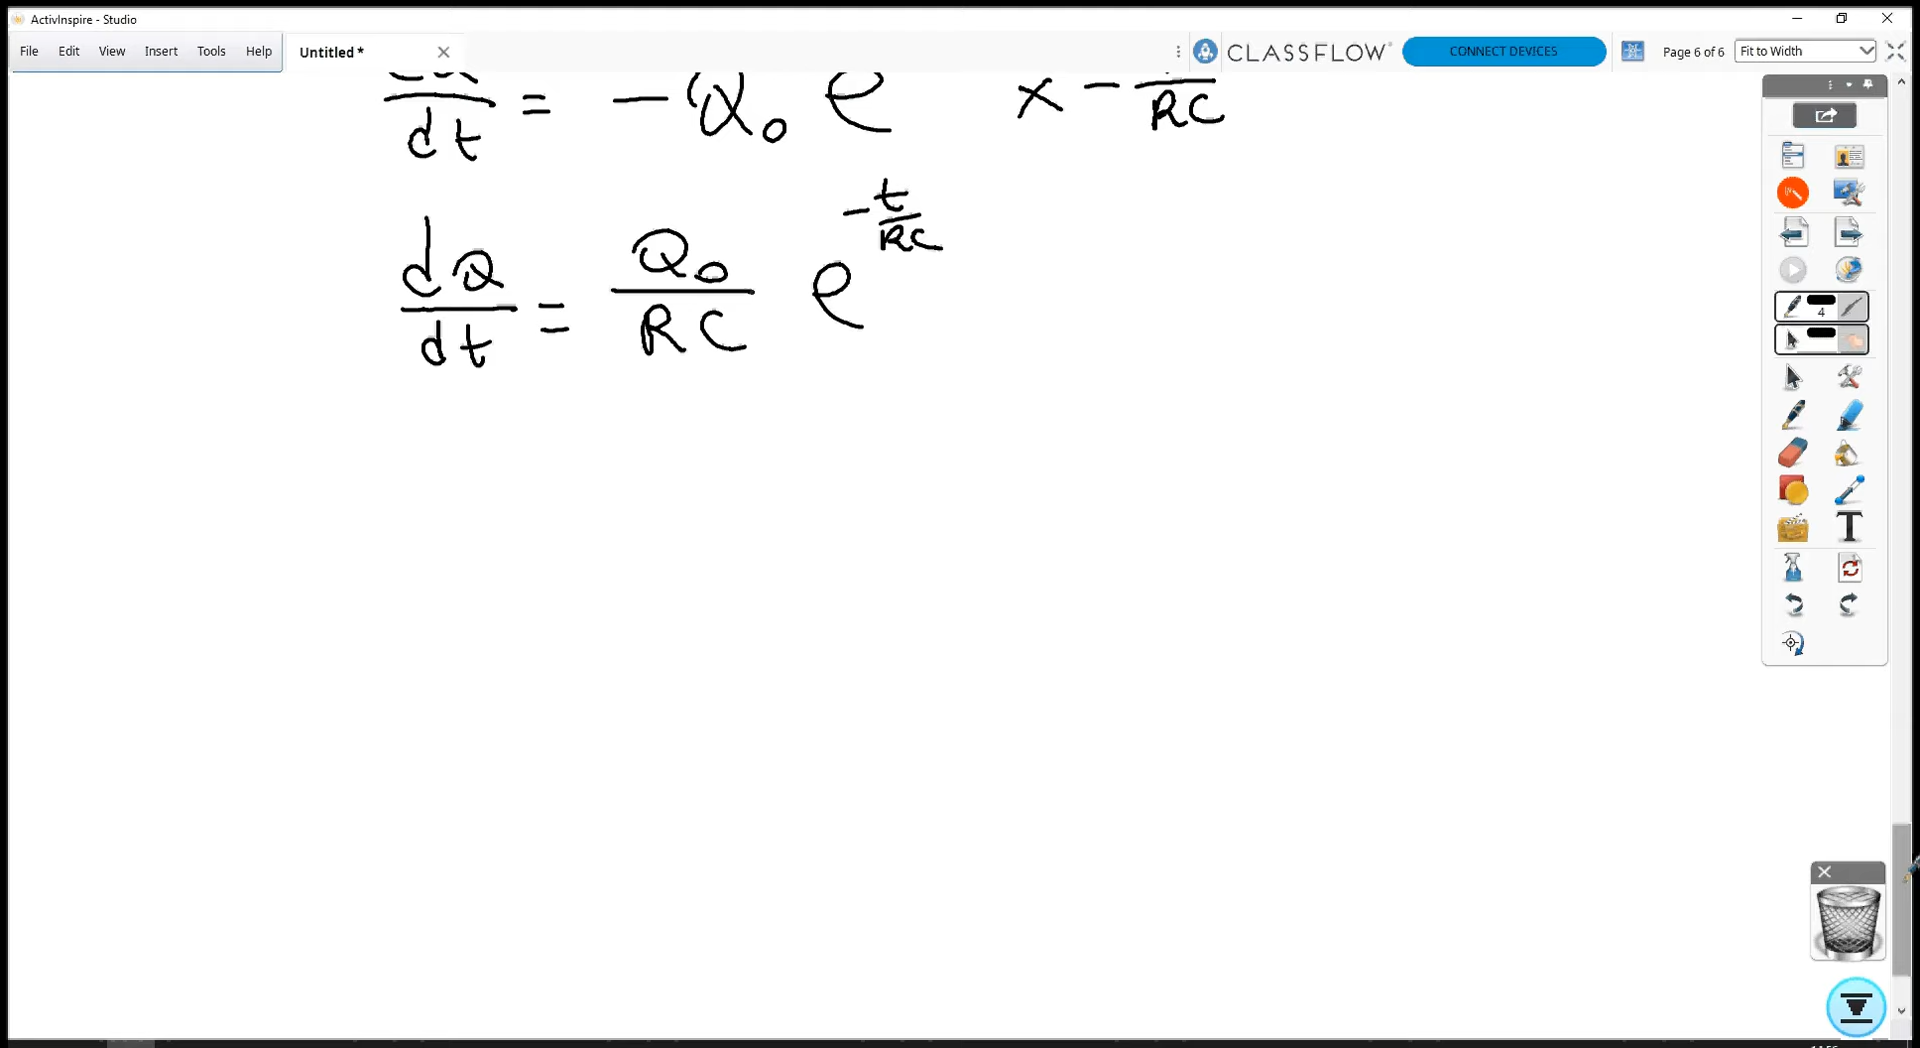 ActivInspire - Studio
File Edit View Insert Tools Help Untitled * CLASSFLOW CONNECT DEVICES Page 6 of 6 Fit to Width
dt = - Q₀ e x - RC
dQ/dt = Q₀/RC e^(-t/RC)
4
T